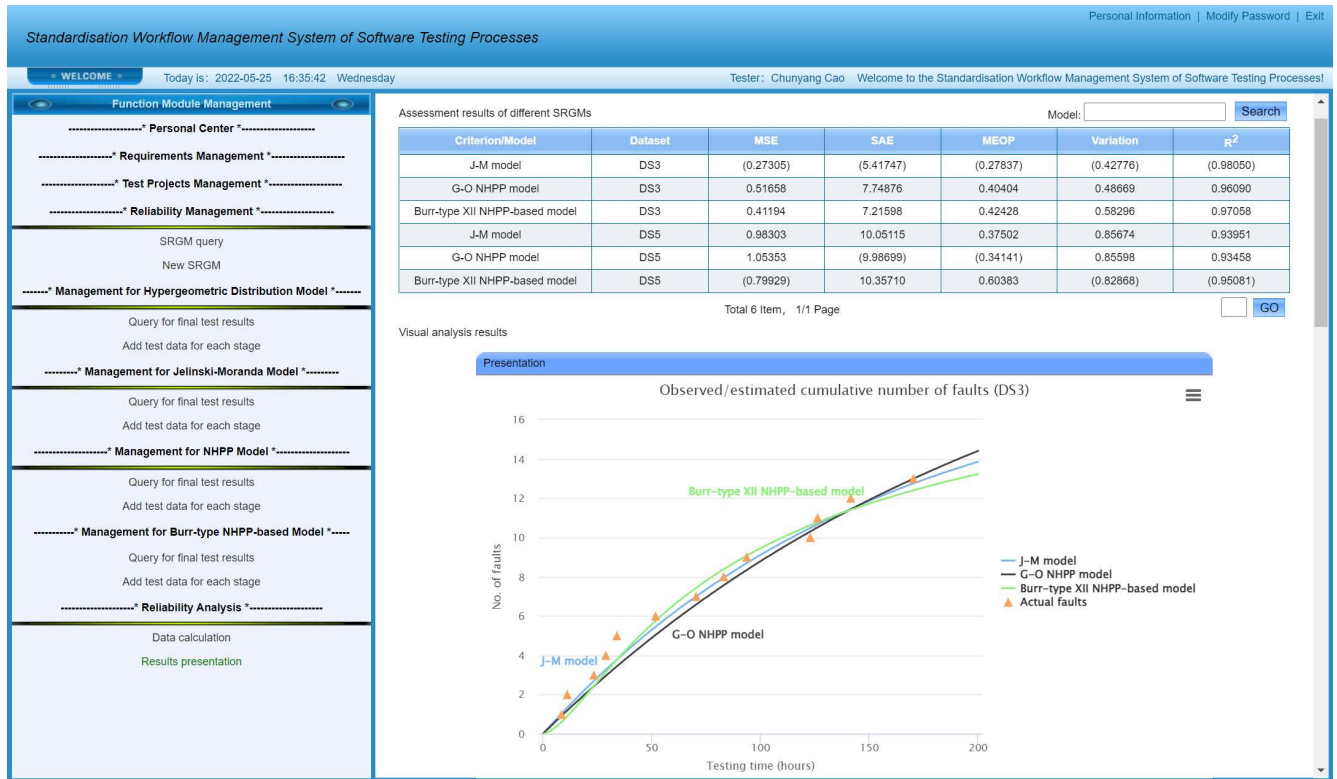 Personal Information | Modify Password | Exit
Standardisation Workflow Management System of Software Testing Processes
WELCOME
Today is: 2022-05-25 16:35:42 Wednesday
Tester: Chunyang Cao Welcome to the Standardisation Workflow Management System of Software Testing Processes!
Function Module Management
--------------------* Personal Center *--------------------
--------------------* Requirements Management *--------------------
--------------------* Test Projects Management *--------------------
--------------------* Reliability Management *--------------------
SRGM query
New SRGM
-------* Management for Hypergeometric Distribution Model *-------
Query for final test results
Add test data for each stage
---------* Management for Jelinski-Moranda Model *---------
Query for final test results
Add test data for each stage
--------------------* Management for NHPP Model *--------------------
Query for final test results
Add test data for each stage
-----------* Management for Burr-type NHPP-based Model *-----
Query for final test results
Add test data for each stage
--------------------* Reliability Analysis *--------------------
Data calculation
Results presentation
Assessment results of different SRGMs
Model: Search
Criterion/Model Dataset MSE SAE MEOP Variation R²
J-M model DS3 (0.27305) (5.41747) (0.27837) (0.42776) (0.98050)
G-O NHPP model DS3 0.51658 7.74876 0.40404 0.48669 0.96090
Burr-type XII NHPP-based model DS3 0.41194 7.21598 0.42428 0.58296 0.97058
J-M model DS5 0.98303 10.05115 0.37502 0.85674 0.93951
G-O NHPP model DS5 1.05353 (9.98699) (0.34141) 0.85598 0.93458
Burr-type XII NHPP-based model DS5 (0.79929) 10.35710 0.60383 (0.82868) (0.95081)
Total 6 Item, 1/1 Page
GO
Visual analysis results
Presentation
Observed/estimated cumulative number of faults (DS3)
16
14
12
10
8
6
4
2
0
No. of faults
Burr-type XII NHPP-based model
G-O NHPP model
J-M model
0 50 100 150 200
Testing time (hours)
J-M model
G-O NHPP model
Burr-type XII NHPP-based model
Actual faults